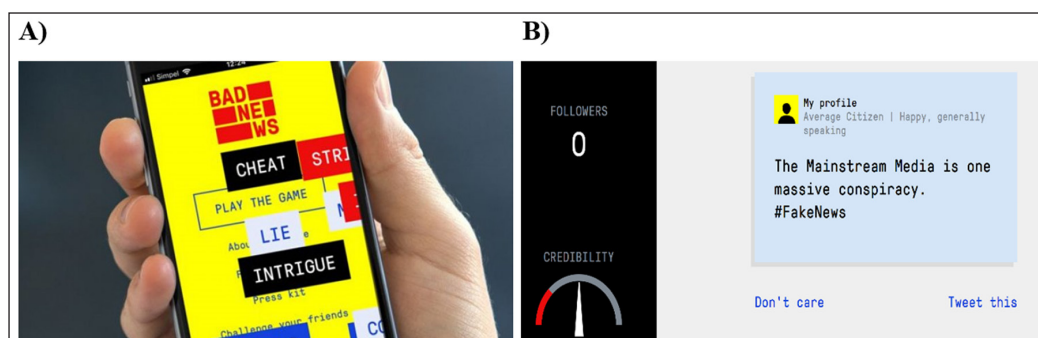 A)
B)
Simpel
12:24
BAD
NE
WS
CHEAT
STRI
PLAY THE GAME
LIE
Abou
INTRIGUE
Press kit
Challenge your friends
CO
FOLLOWERS
0
CREDIBILITY
My profile
Average Citizen | Happy, generally
speaking
The Mainstream Media is one
massive conspiracy.
#FakeNews
Don't care
Tweet this